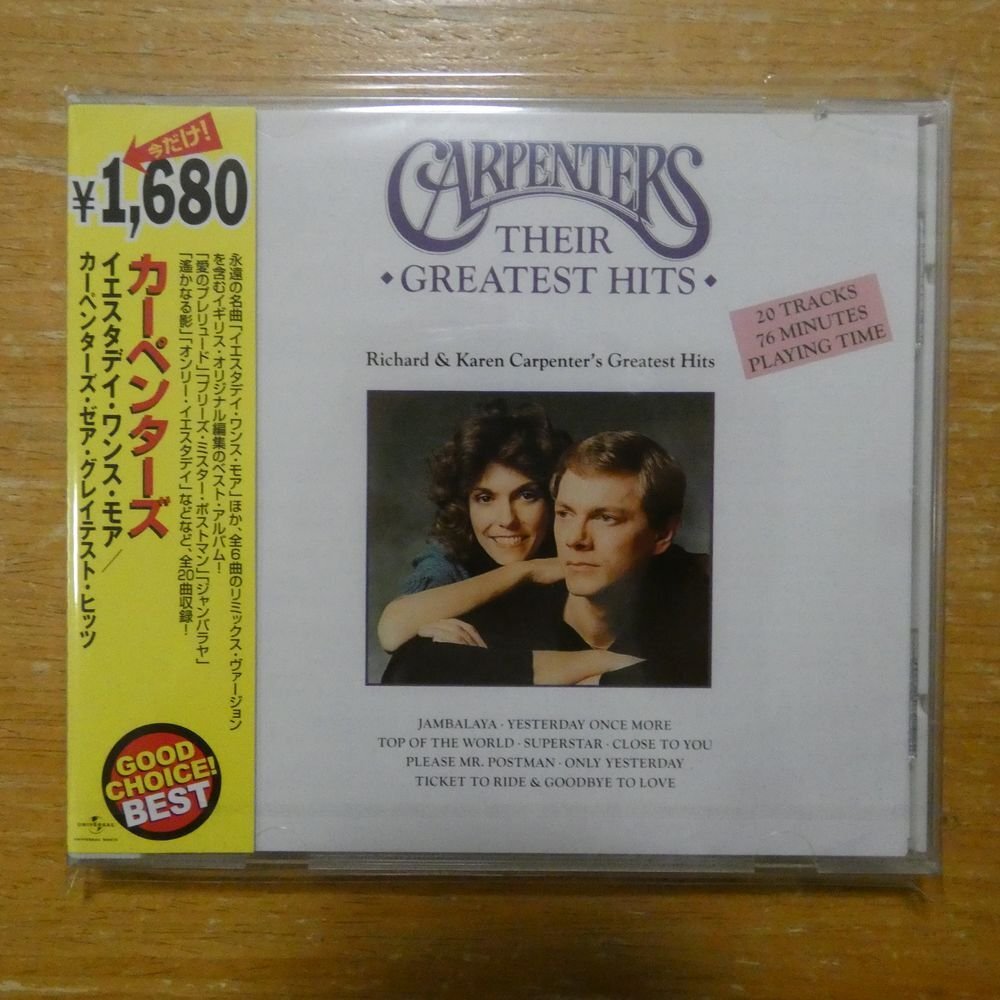 今だけ!
¥1,680
カーペンターズ
イエスタデイ・ワンス・モア/
カーペンターズ・ゼア・グレイテスト・ヒッツ
永遠の名曲「イエスタデイ・ワンス・モア」ほか、全6曲のリミックス・ヴァージョン
を含むイギリス・オリジナル編集のベスト・アルバム!
「愛のプレリュード」「プリーズ・ミスター・ポストマン」「ジャンバラヤ」
「遙かなる影」「オンリー・イエスタデイ」などなど、全20曲収録!
GOOD
CHOICE!
BEST
UNIVERSAL
UNIVERSAL MUSIC
CARPENTERS
THEIR
· GREATEST HITS ·
20 TRACKS
76 MINUTES
PLAYING TIME
Richard & Karen Carpenter's Greatest Hits
JAMBALAYA · YESTERDAY ONCE MORE
TOP OF THE WORLD · SUPERSTAR · CLOSE TO YOU
PLEASE MR. POSTMAN · ONLY YESTERDAY
TICKET TO RIDE & GOODBYE TO LOVE